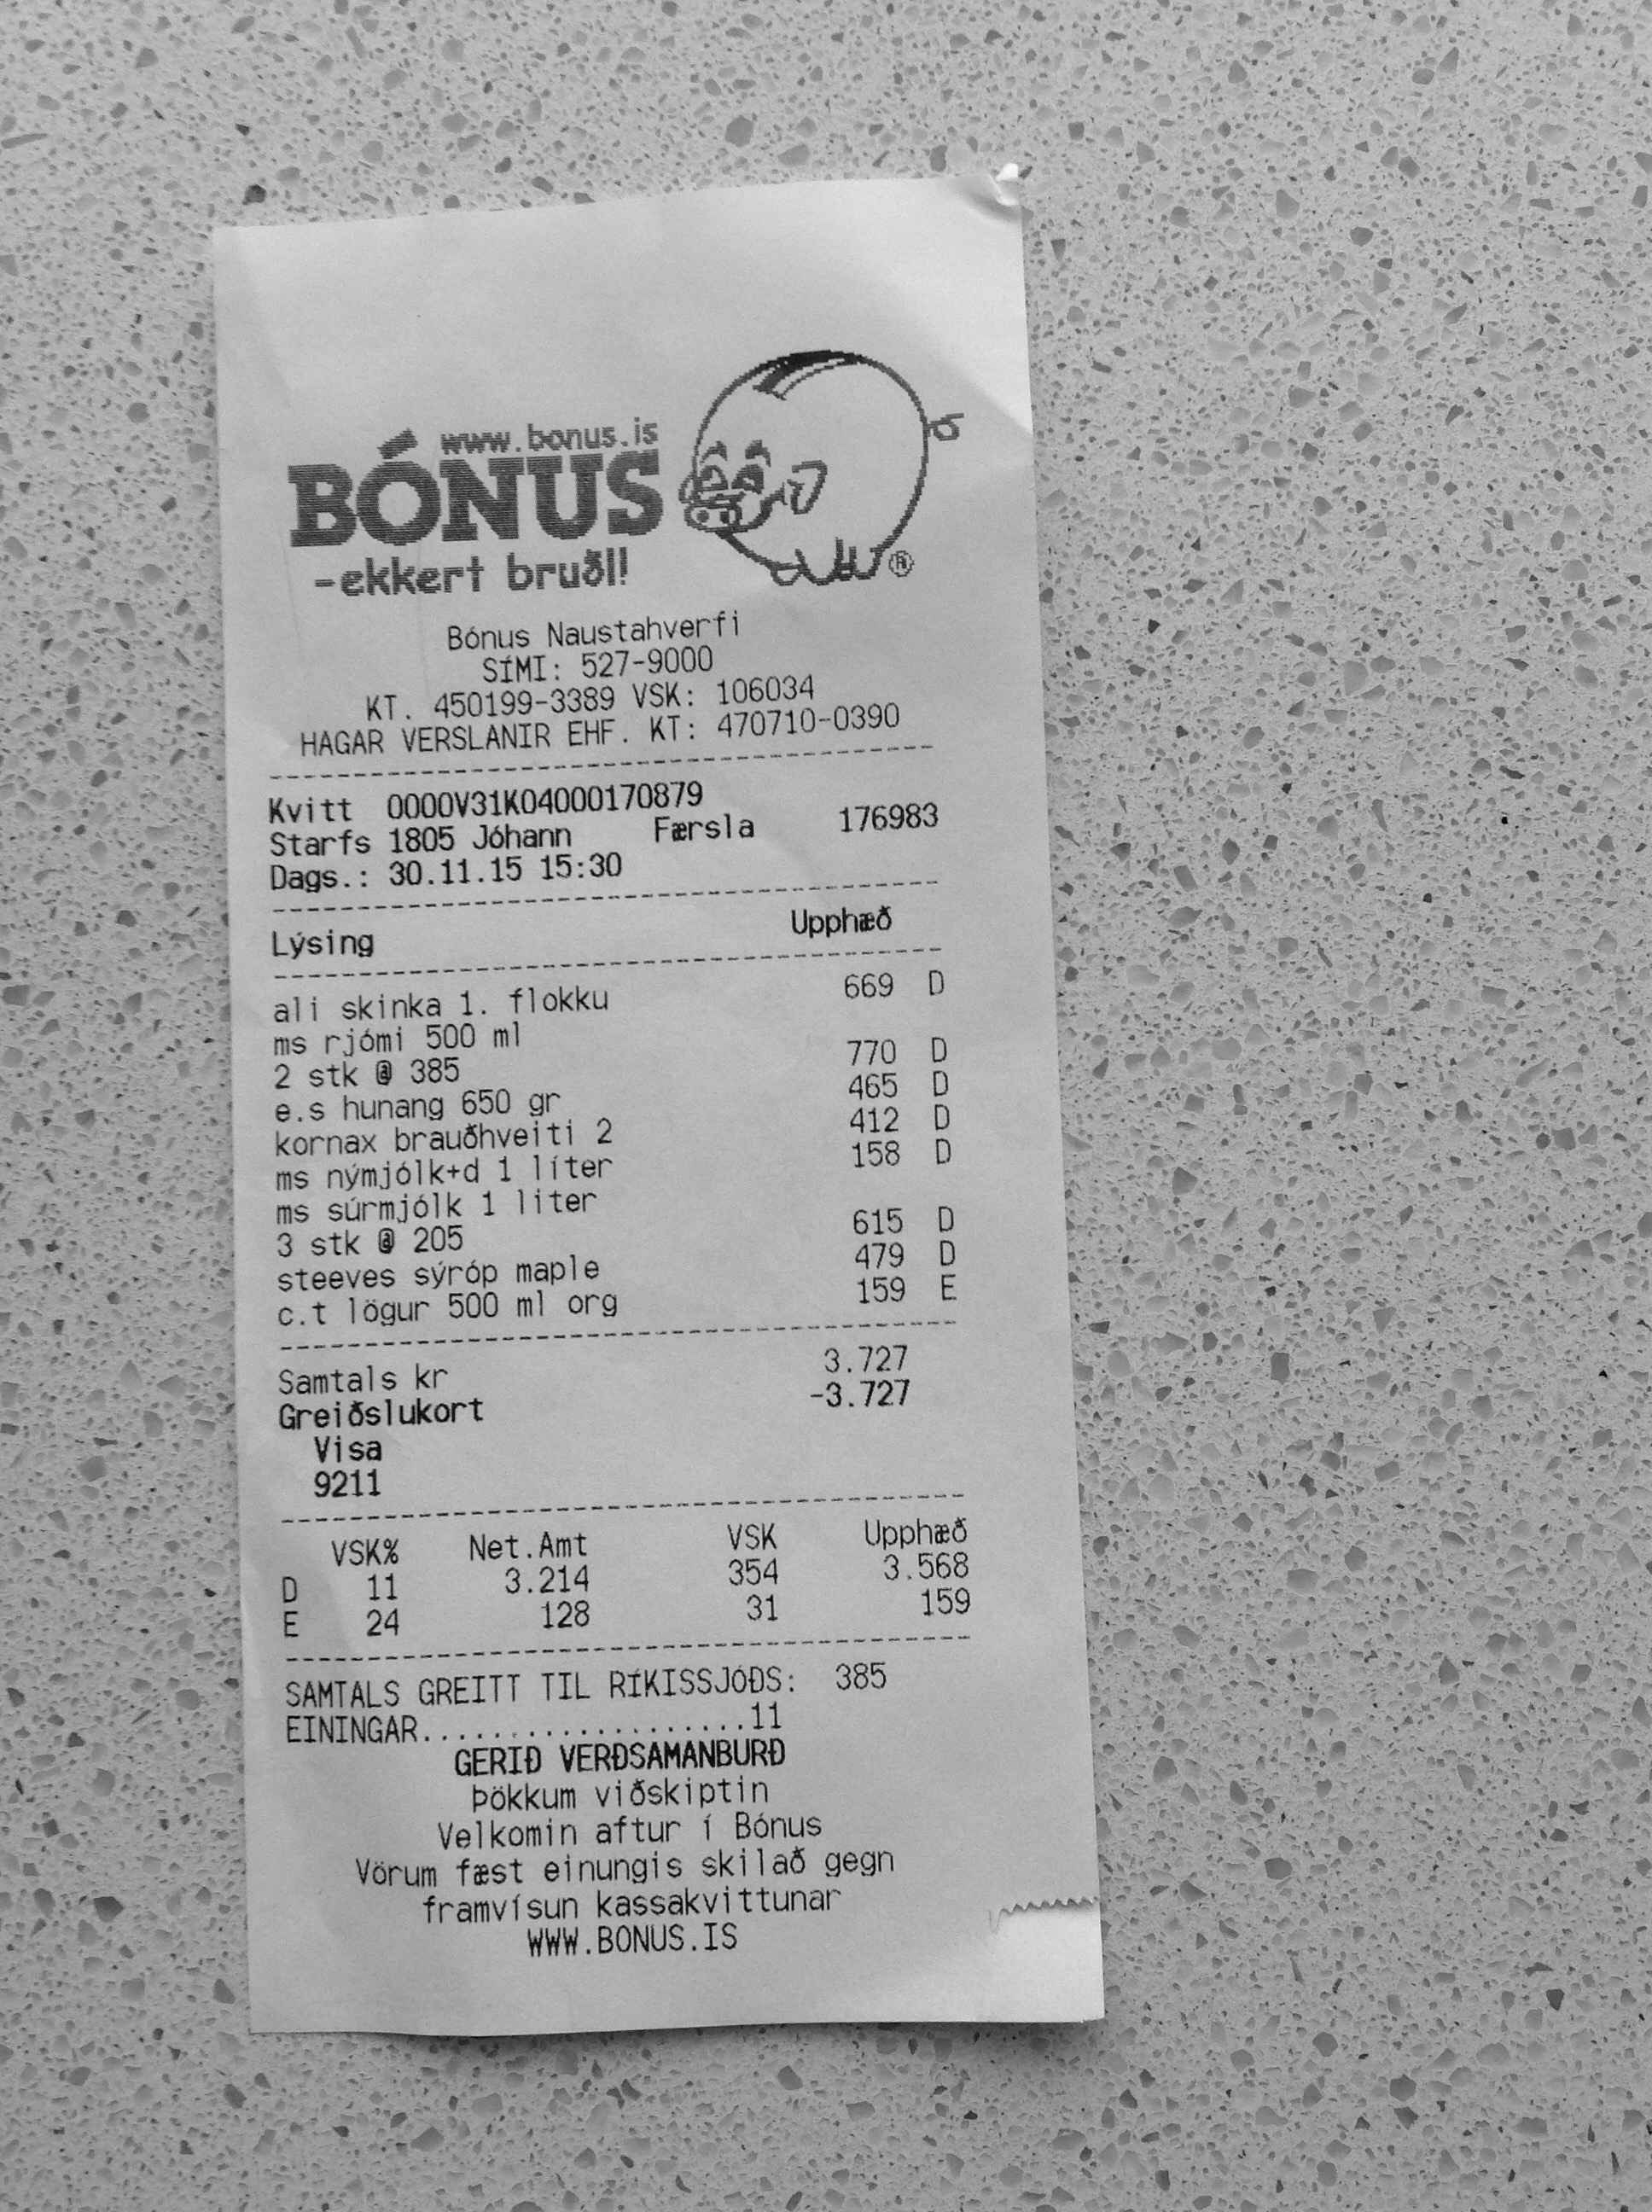 www.bonus.is
BÓNUS
-ekkert bruðl!
Bónus Naustahverfi
SÍMI: 527-9000
KT. 450199-3389 VSK: 106034
HAGAR VERSLANIR EHF. KT: 470710-0390
Kvitt 0000V31K04000170879
Starfs 1805 Jóhann Færsla 176983
Dags.: 30.11.15 15:30
Lýsing Upphæð
ali skinka 1. flokku 669 D
ms rjómi 500 ml
2 stk @ 385 770 D
e.s hunang 650 gr 465 D
kornax brauðhveiti 2 412 D
ms nýmjólk+d 1 líter 158 D
ms súrmjólk 1 liter
3 stk @ 205 615 D
steeves sýróp maple 479 D
c.t lögur 500 ml org 159 E
Samtals kr 3.727
Greiðslukort -3.727
Visa
9211
VSK% Net.Amt VSK Upphæð
D 11 3.214 354 3.568
E 24 128 31 159
SAMTALS GREITT TIL RÍKISSJÓÐS: 385
EININGAR...................11
GERIÐ VERÐSAMANBURÐ
Þökkum viðskiptin
Velkomin aftur í Bónus
Vörum fæst einungis skilað gegn
framvísun kassakvittunar
WWW.BONUS.IS